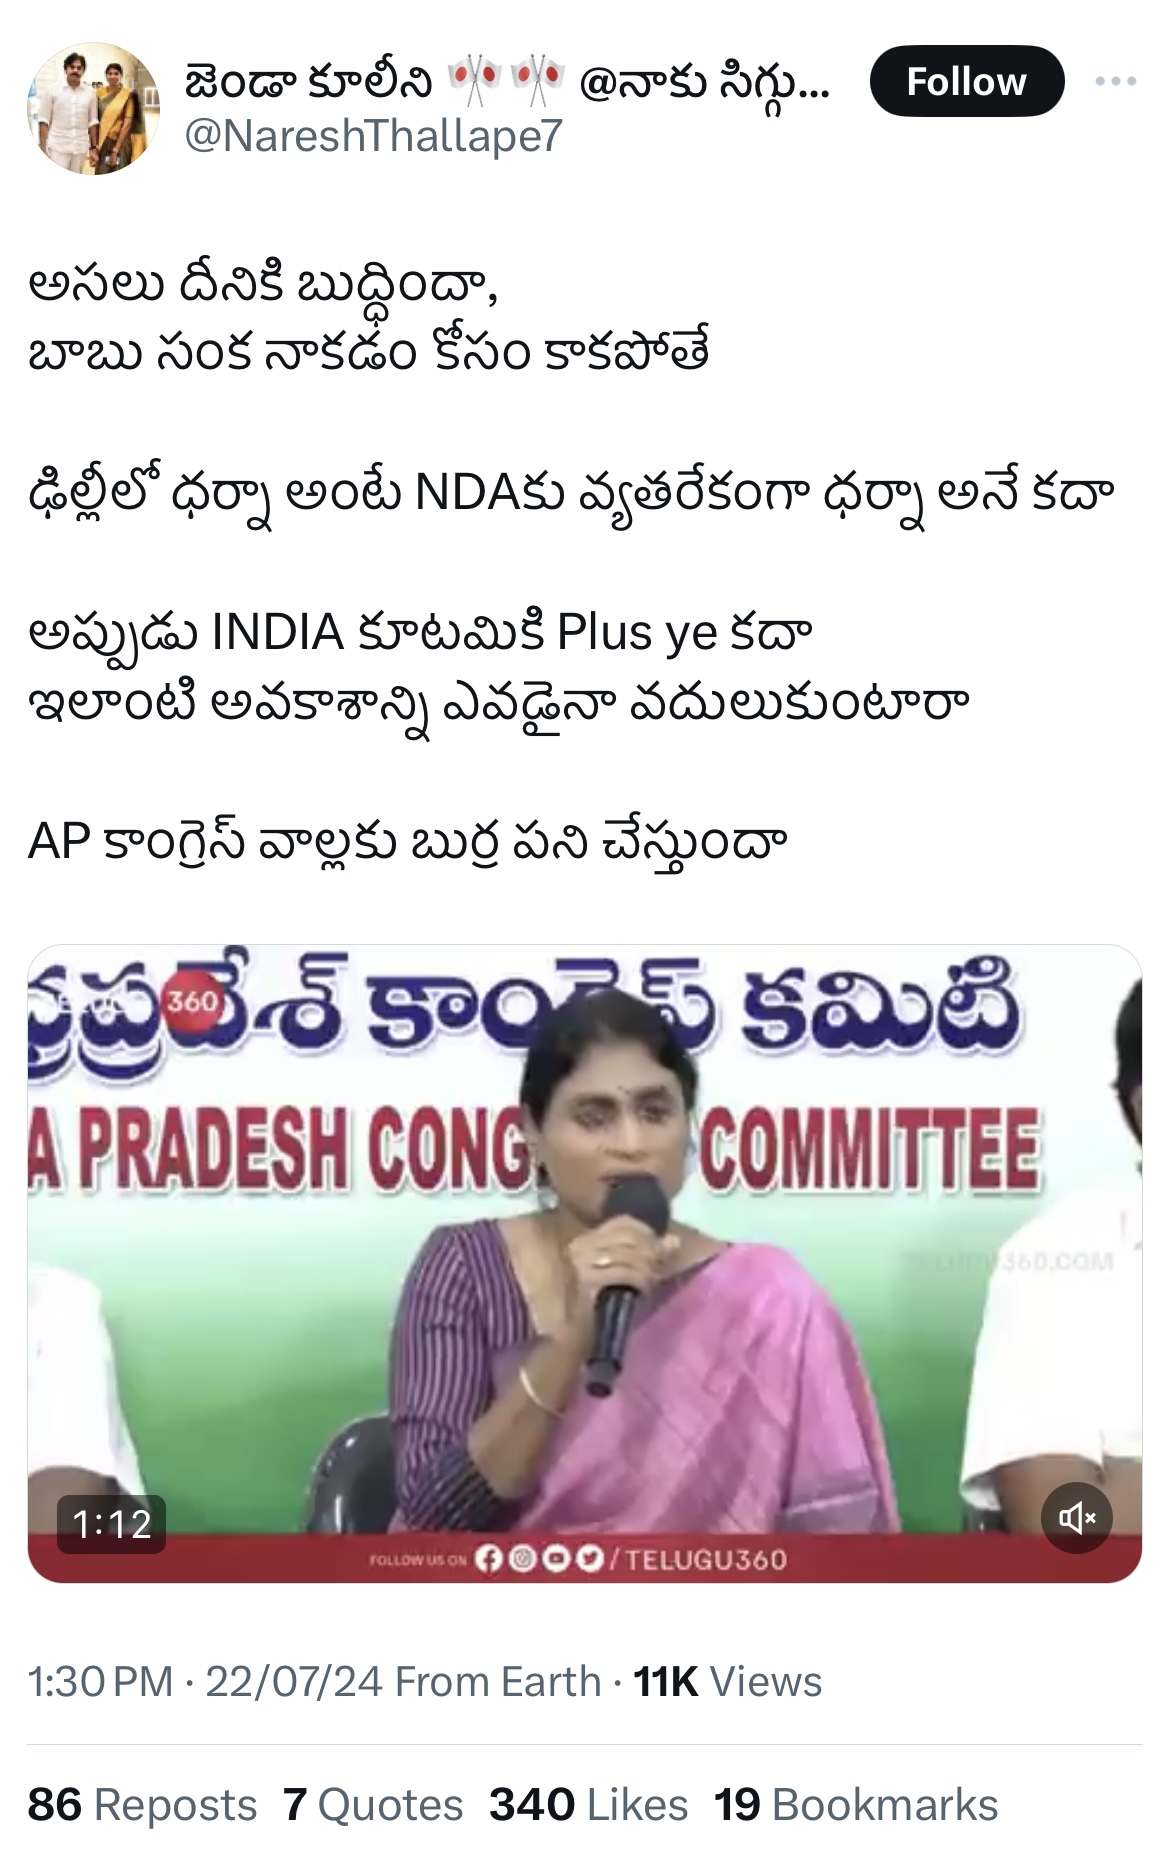 జెండా కూలీని 🎌🎌 @నాకు సిగ్గు...
Follow
@NareshThallape7
అసలు దీనికి బుద్ధిందా,
బాబు సంక నాకడం కోసం కాకపోతే
ఢిల్లీలో ధర్నా అంటే NDAకు వ్యతరేకంగా ధర్నా అనే కదా
అప్పుడు INDIA కూటమికి Plus ye కదా
ఇలాంటి అవకాశాన్ని ఎవడైనా వదులుకుంటారా
AP కాంగ్రెస్ వాల్లకు బుర్ర పని చేస్తుందా
360
కమిటి
A PRADESH CONG COMMITTEE
TELUGU360.COM
1:12
FOLLOW US ON /TELUGU360
1:30 PM · 22/07/24 From Earth · 11K Views
86 Reposts 7 Quotes 340 Likes 19 Bookmarks